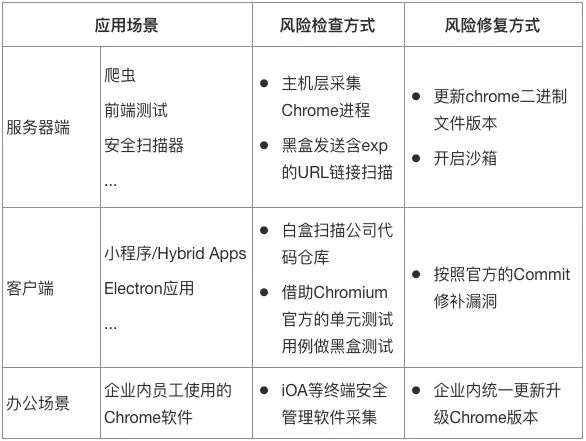 应用场景
风险检查方式
风险修复方式
服务器端
爬虫
前端测试
安全扫描器
...
● 主机层采集
Chrome进程
● 黑盒发送含exp
的URL链接扫描
● 更新chrome二进制
文件版本
● 开启沙箱
客户端
小程序/Hybrid Apps
Electron应用
...
● 白盒扫描公司代
码仓库
● 借助Chromium
官方的单元测试
用例做黑盒测试
● 按照官方的Commit
修补漏洞
办公场景
企业内员工使用的
Chrome软件
● iOA等终端安全
管理软件采集
● 企业内统一更新升
级Chrome版本